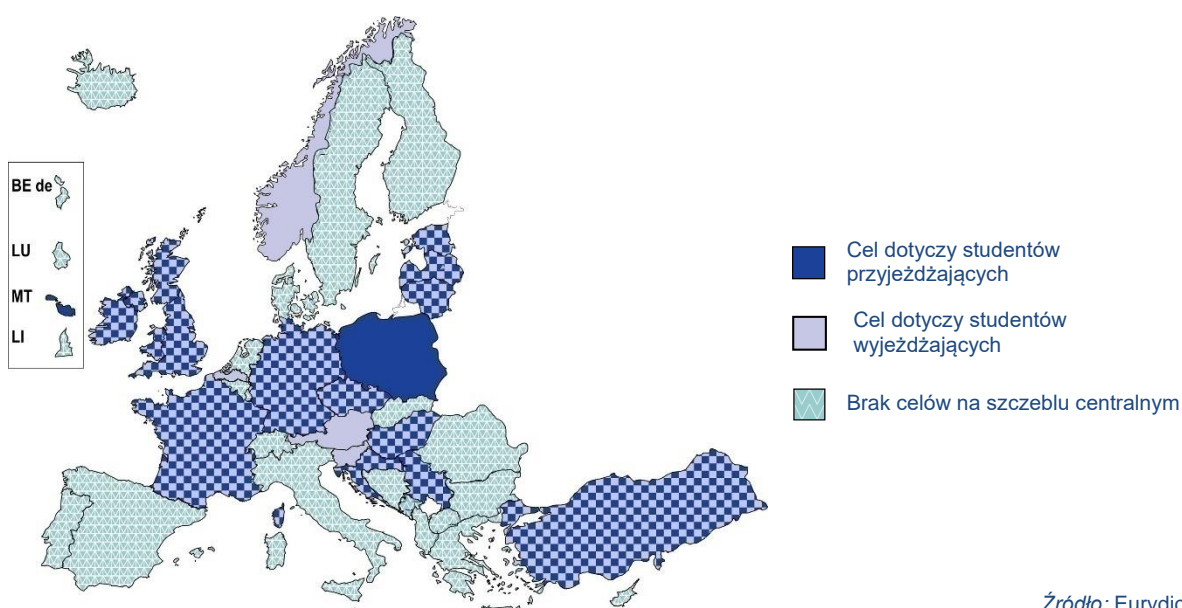 BE de
LU
MT
LI
Cel dotyczy studentów
przyjeżdżających
Cel dotyczy studentów
wyjeżdżających
Brak celów na szczeblu centralnym
Źródło: Eurydic